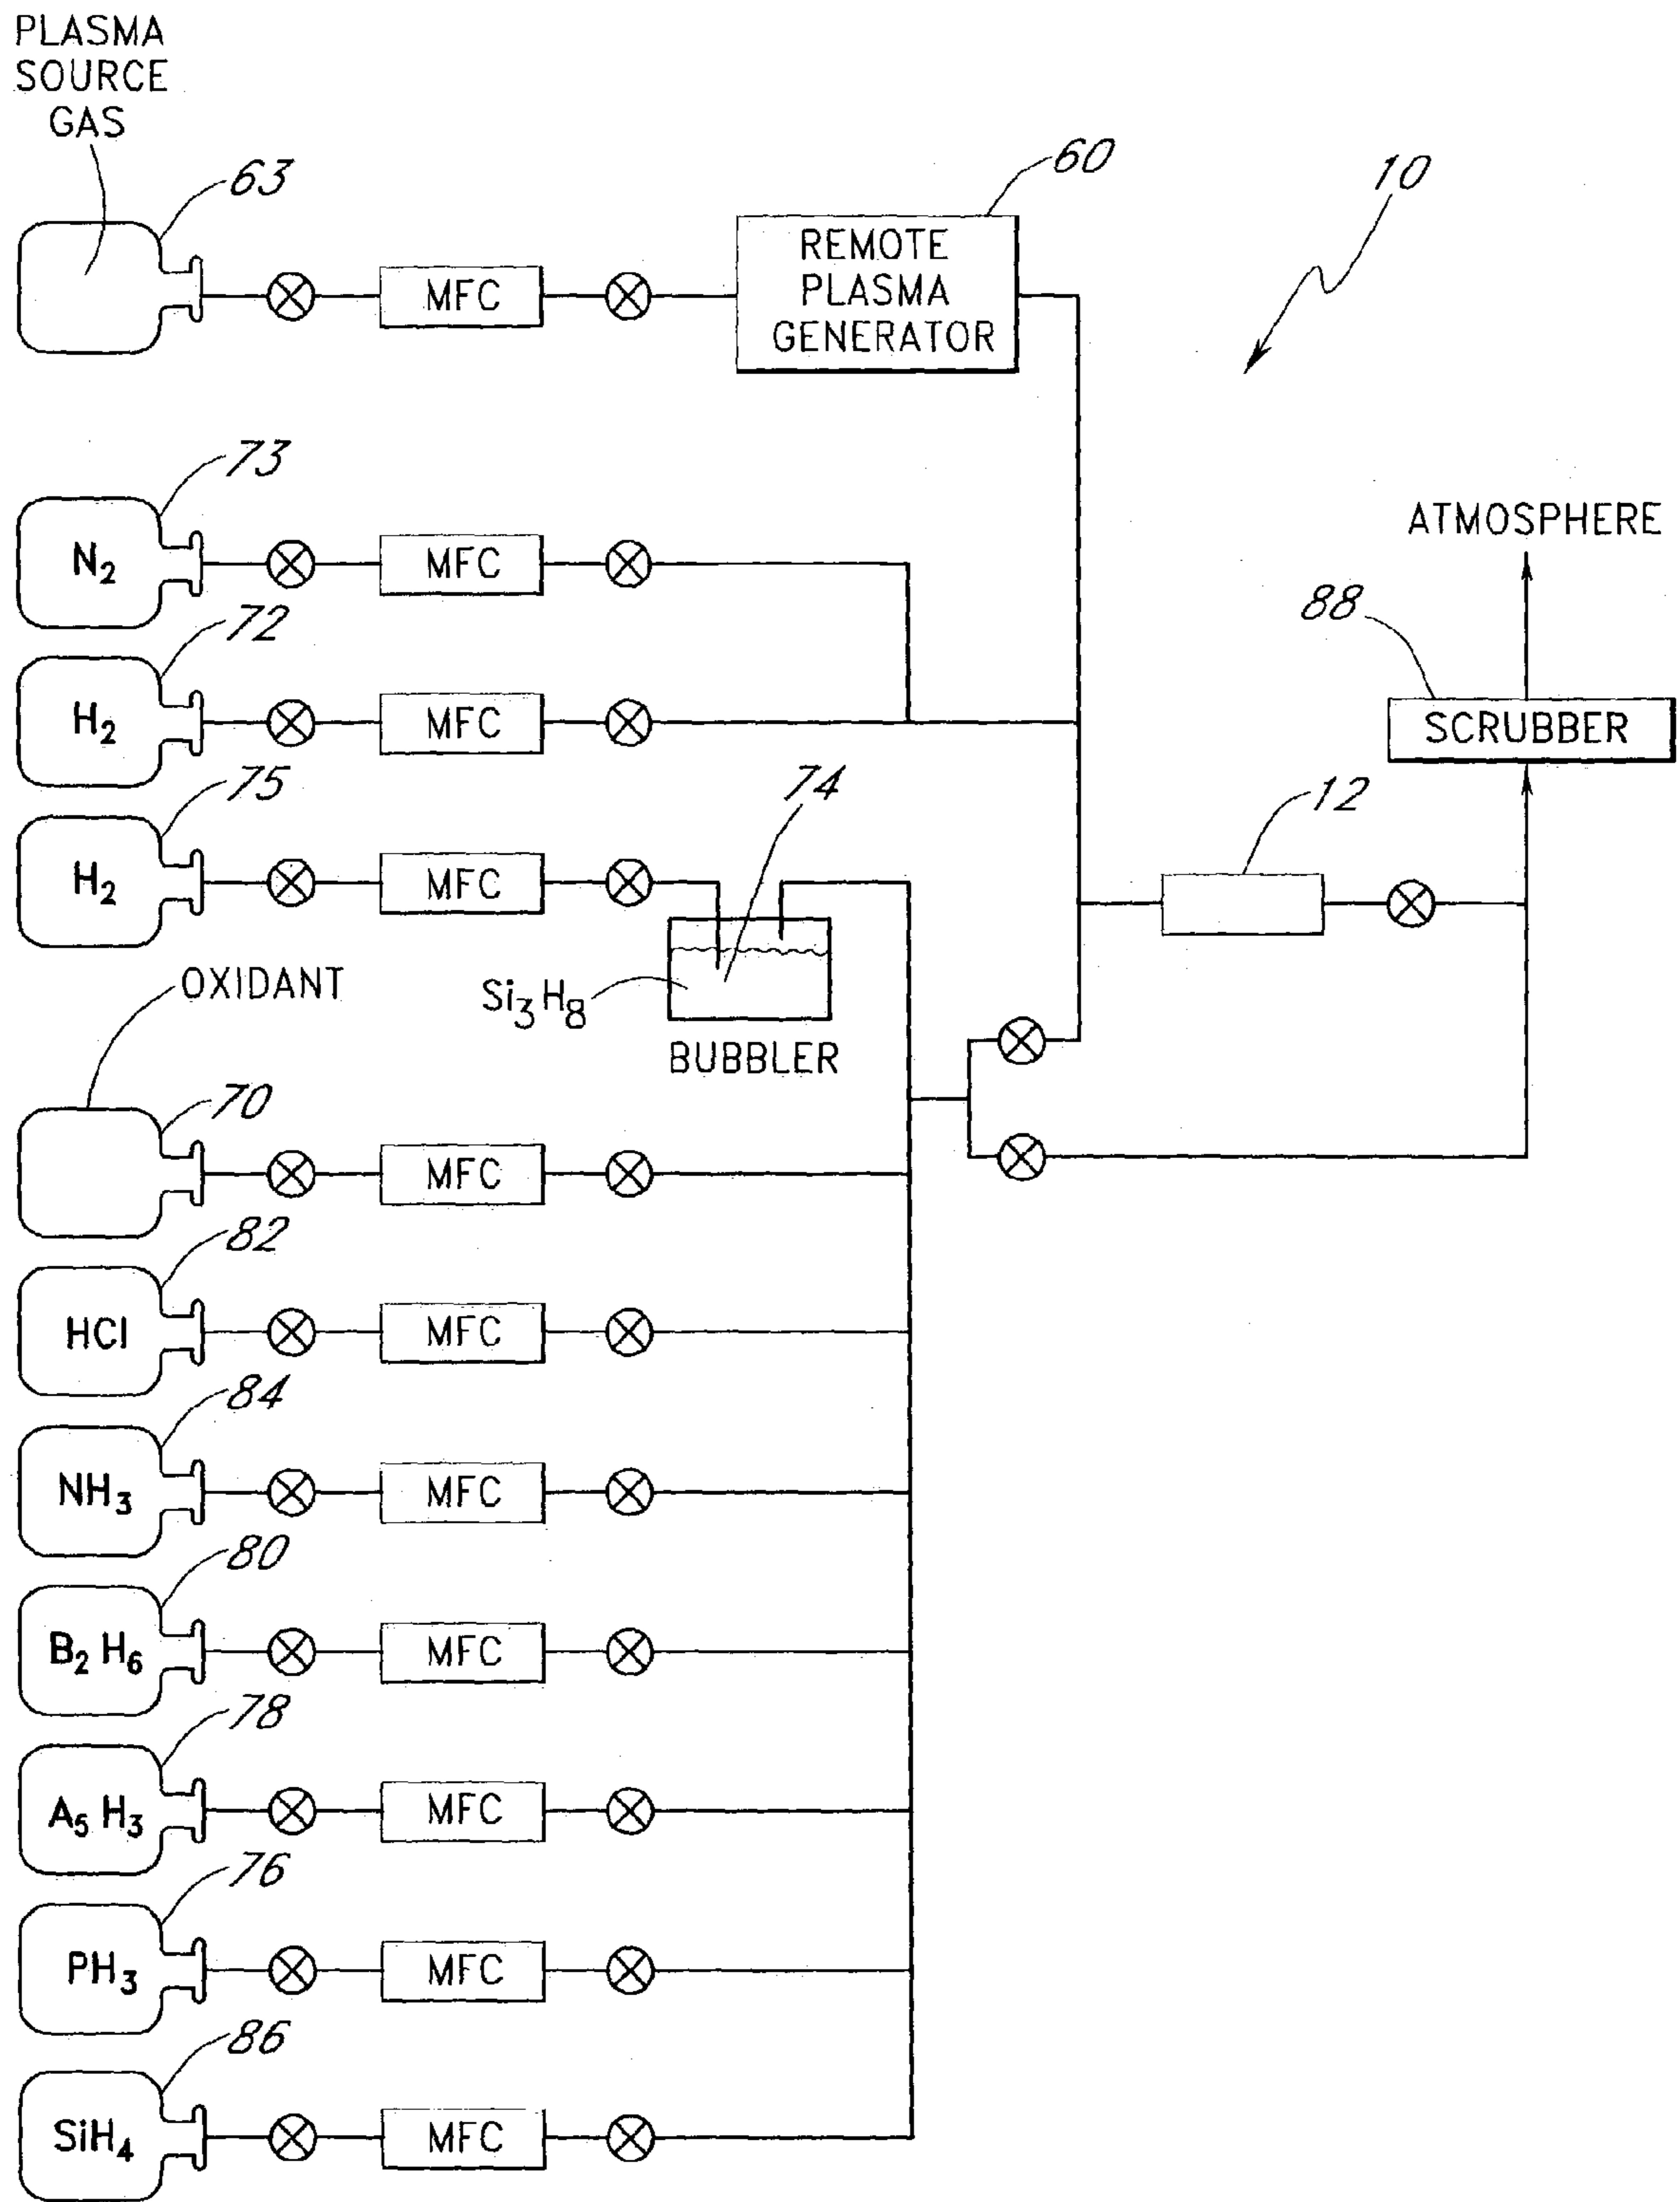 PLASMA
SOURCE
GAS
63
60
10
REMOTE
PLASMA
GENERATOR
MFC
73
N₂
MFC
ATMOSPHERE
88
72
H₂
MFC
SCRUBBER
75
74
12
H₂
MFC
OXIDANT
Si₃H₈
BUBBLER
70
MFC
82
HCl
MFC
84
NH₃
MFC
80
B₂ H₆
MFC
78
A₅ H₃
MFC
76
PH₃
MFC
86
SiH₄
MFC